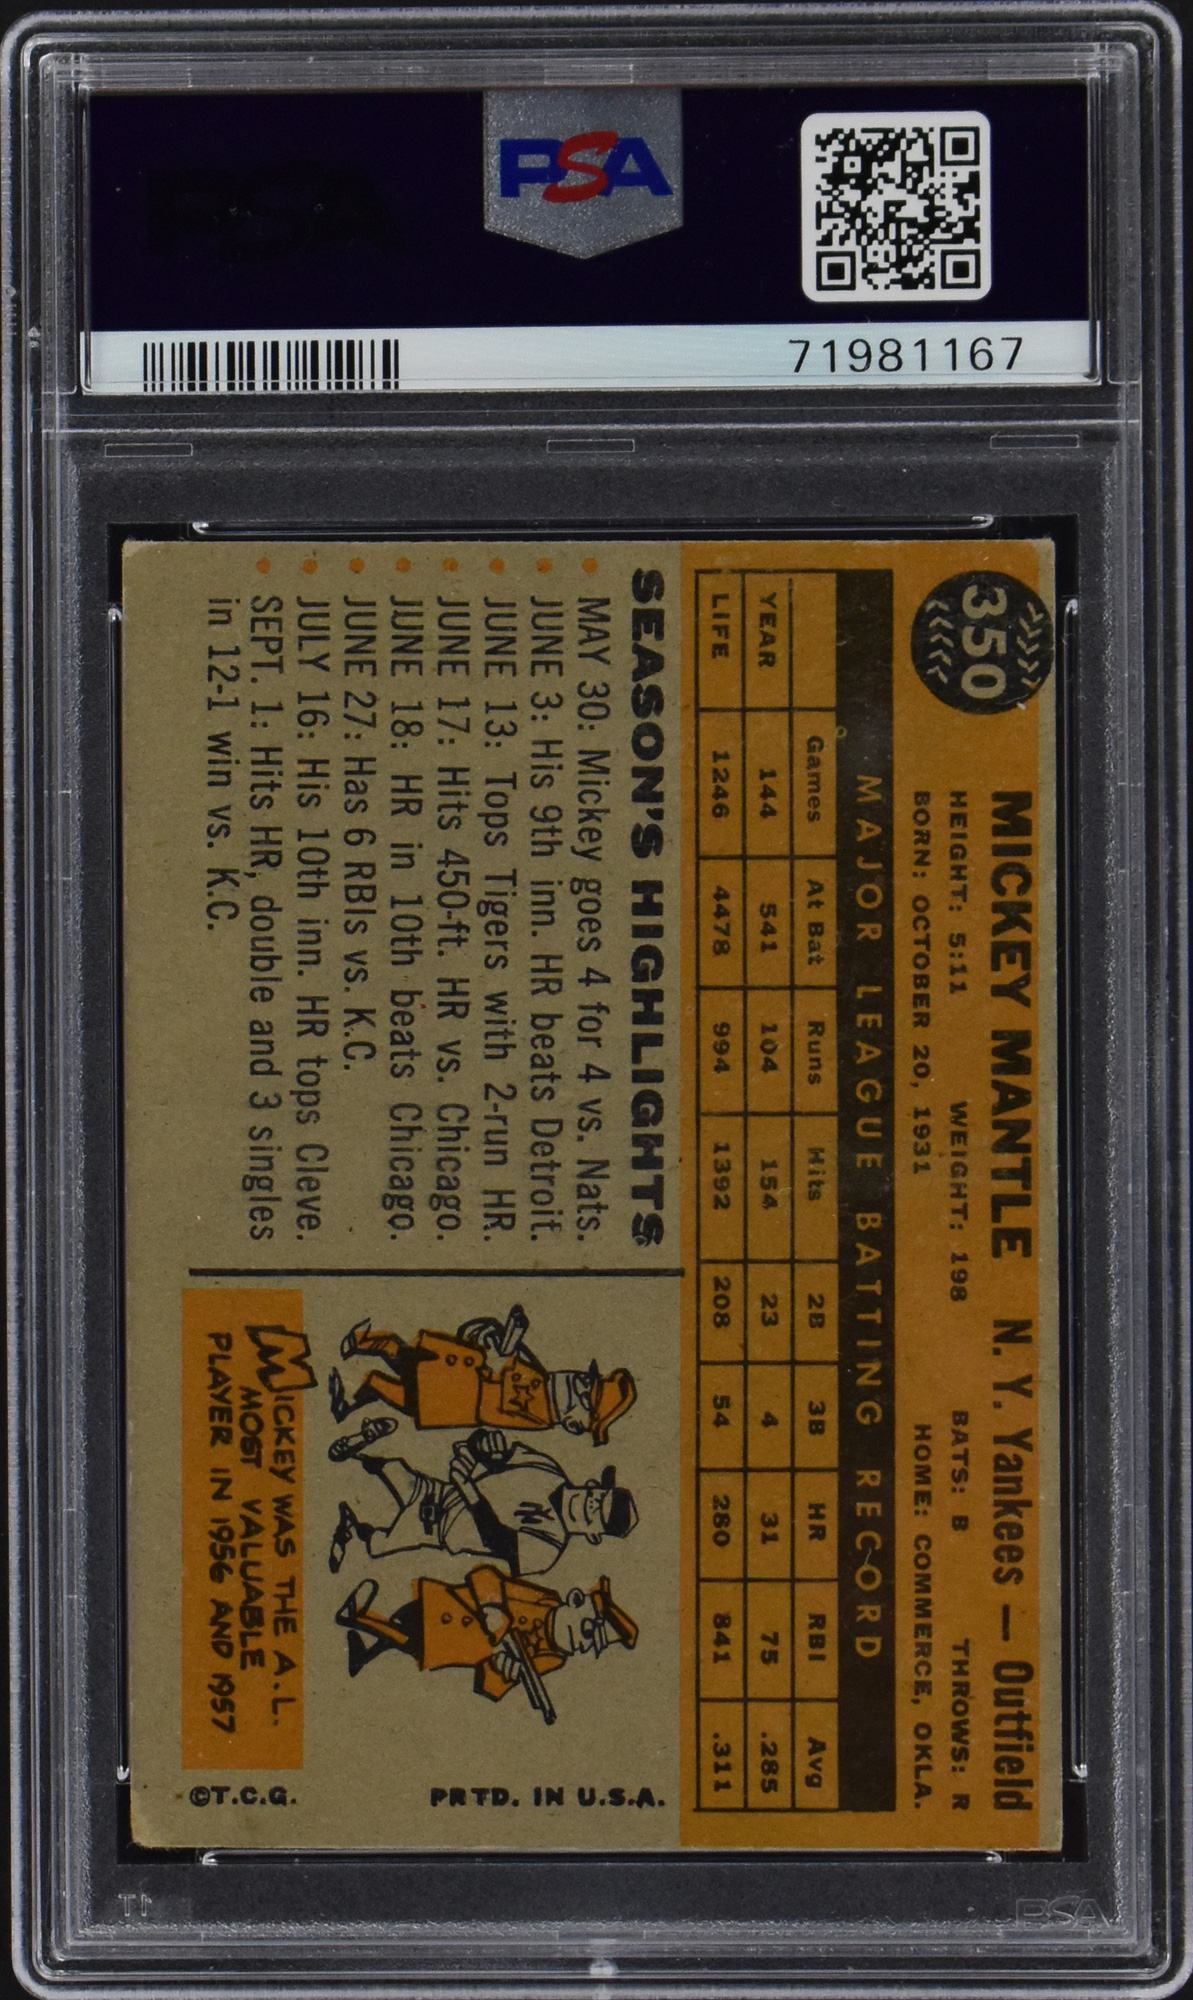 PSA
PSA
71981167
350
MICKEY MANTLE N. Y. Yankees — Outfield
HEIGHT: 5:11 WEIGHT: 198 BATS: B THROWS: R
BORN: OCTOBER 20, 1931 HOME: COMMERCE, OKLA.
MAJOR LEAGUE BATTING RECORD
Games At Bat Runs Hits 2B 3B HR RBI Avg
YEAR 144 541 104 154 23 4 31 75 .285
LIFE 1246 4478 994 1392 208 54 280 841 .311
SEASON'S HIGHLIGHTS
• MAY 30: Mickey goes 4 for 4 vs. Nats.
• JUNE 3: His 9th inn. HR beats Detroit.
• JUNE 13: Tops Tigers with 2-run HR.
• JUNE 17: Hits 450-ft. HR vs. Chicago.
• JUNE 18: HR in 10th beats Chicago.
• JUNE 27: Has 6 RBIs vs. K.C.
• JULY 16: His 10th inn. HR tops Cleve.
• SEPT. 1: Hits HR, double and 3 singles
in 12-1 win vs. K.C.
NY
MICKEY WAS THE A.L.
MOST VALUABLE
PLAYER IN 1956 AND 1957
PRTD. IN U.S.A.
©T.C.G.
PSA